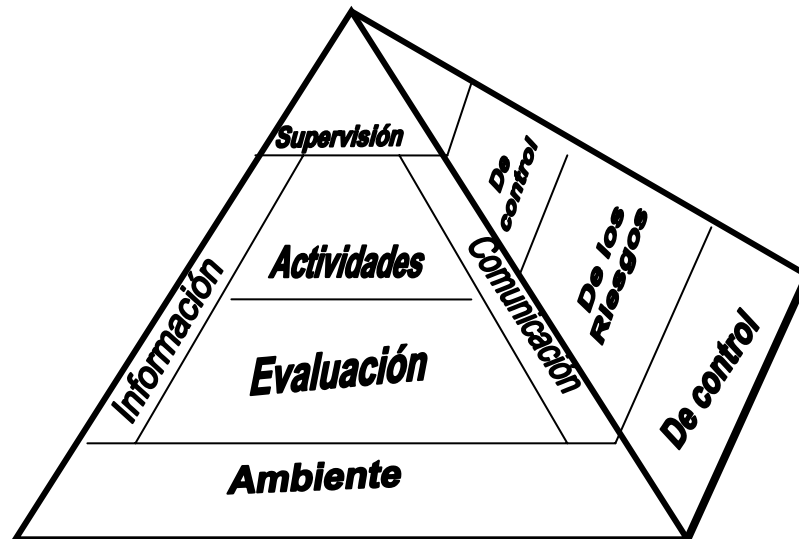 Supervisión
De
control
Actividades
De los
Riesgos
Información
Comunicación
Evaluación
De control
Ambiente